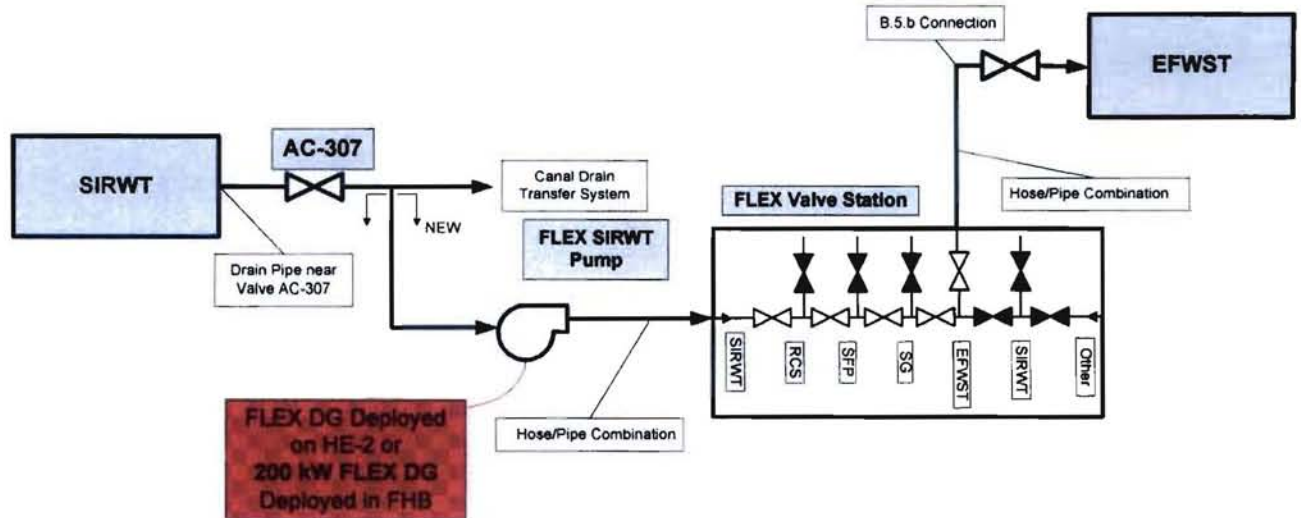 B.5.b Connection
EFWST
AC-307
SIRWT
Canal Drain
Transfer System
Hose/Pipe Combination
FLEX Valve Station
NEW
FLEX SIRWT
Pump
Drain Pipe near
Valve AC-307
SIRWT
RCS
SFP
SG
EFWST
SIRWT
Other
FLEX DG Deployed
on HE-2 or
200 kW FLEX DG
Deployed in FHB
Hose/Pipe Combination